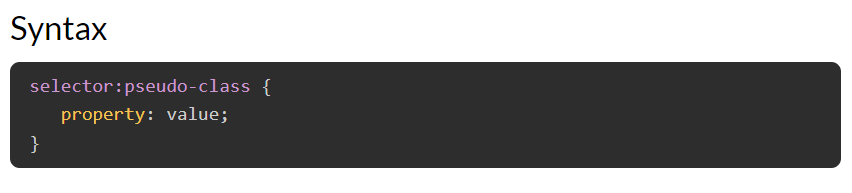 Syntax
selector:pseudo-class {
   property: value;
}